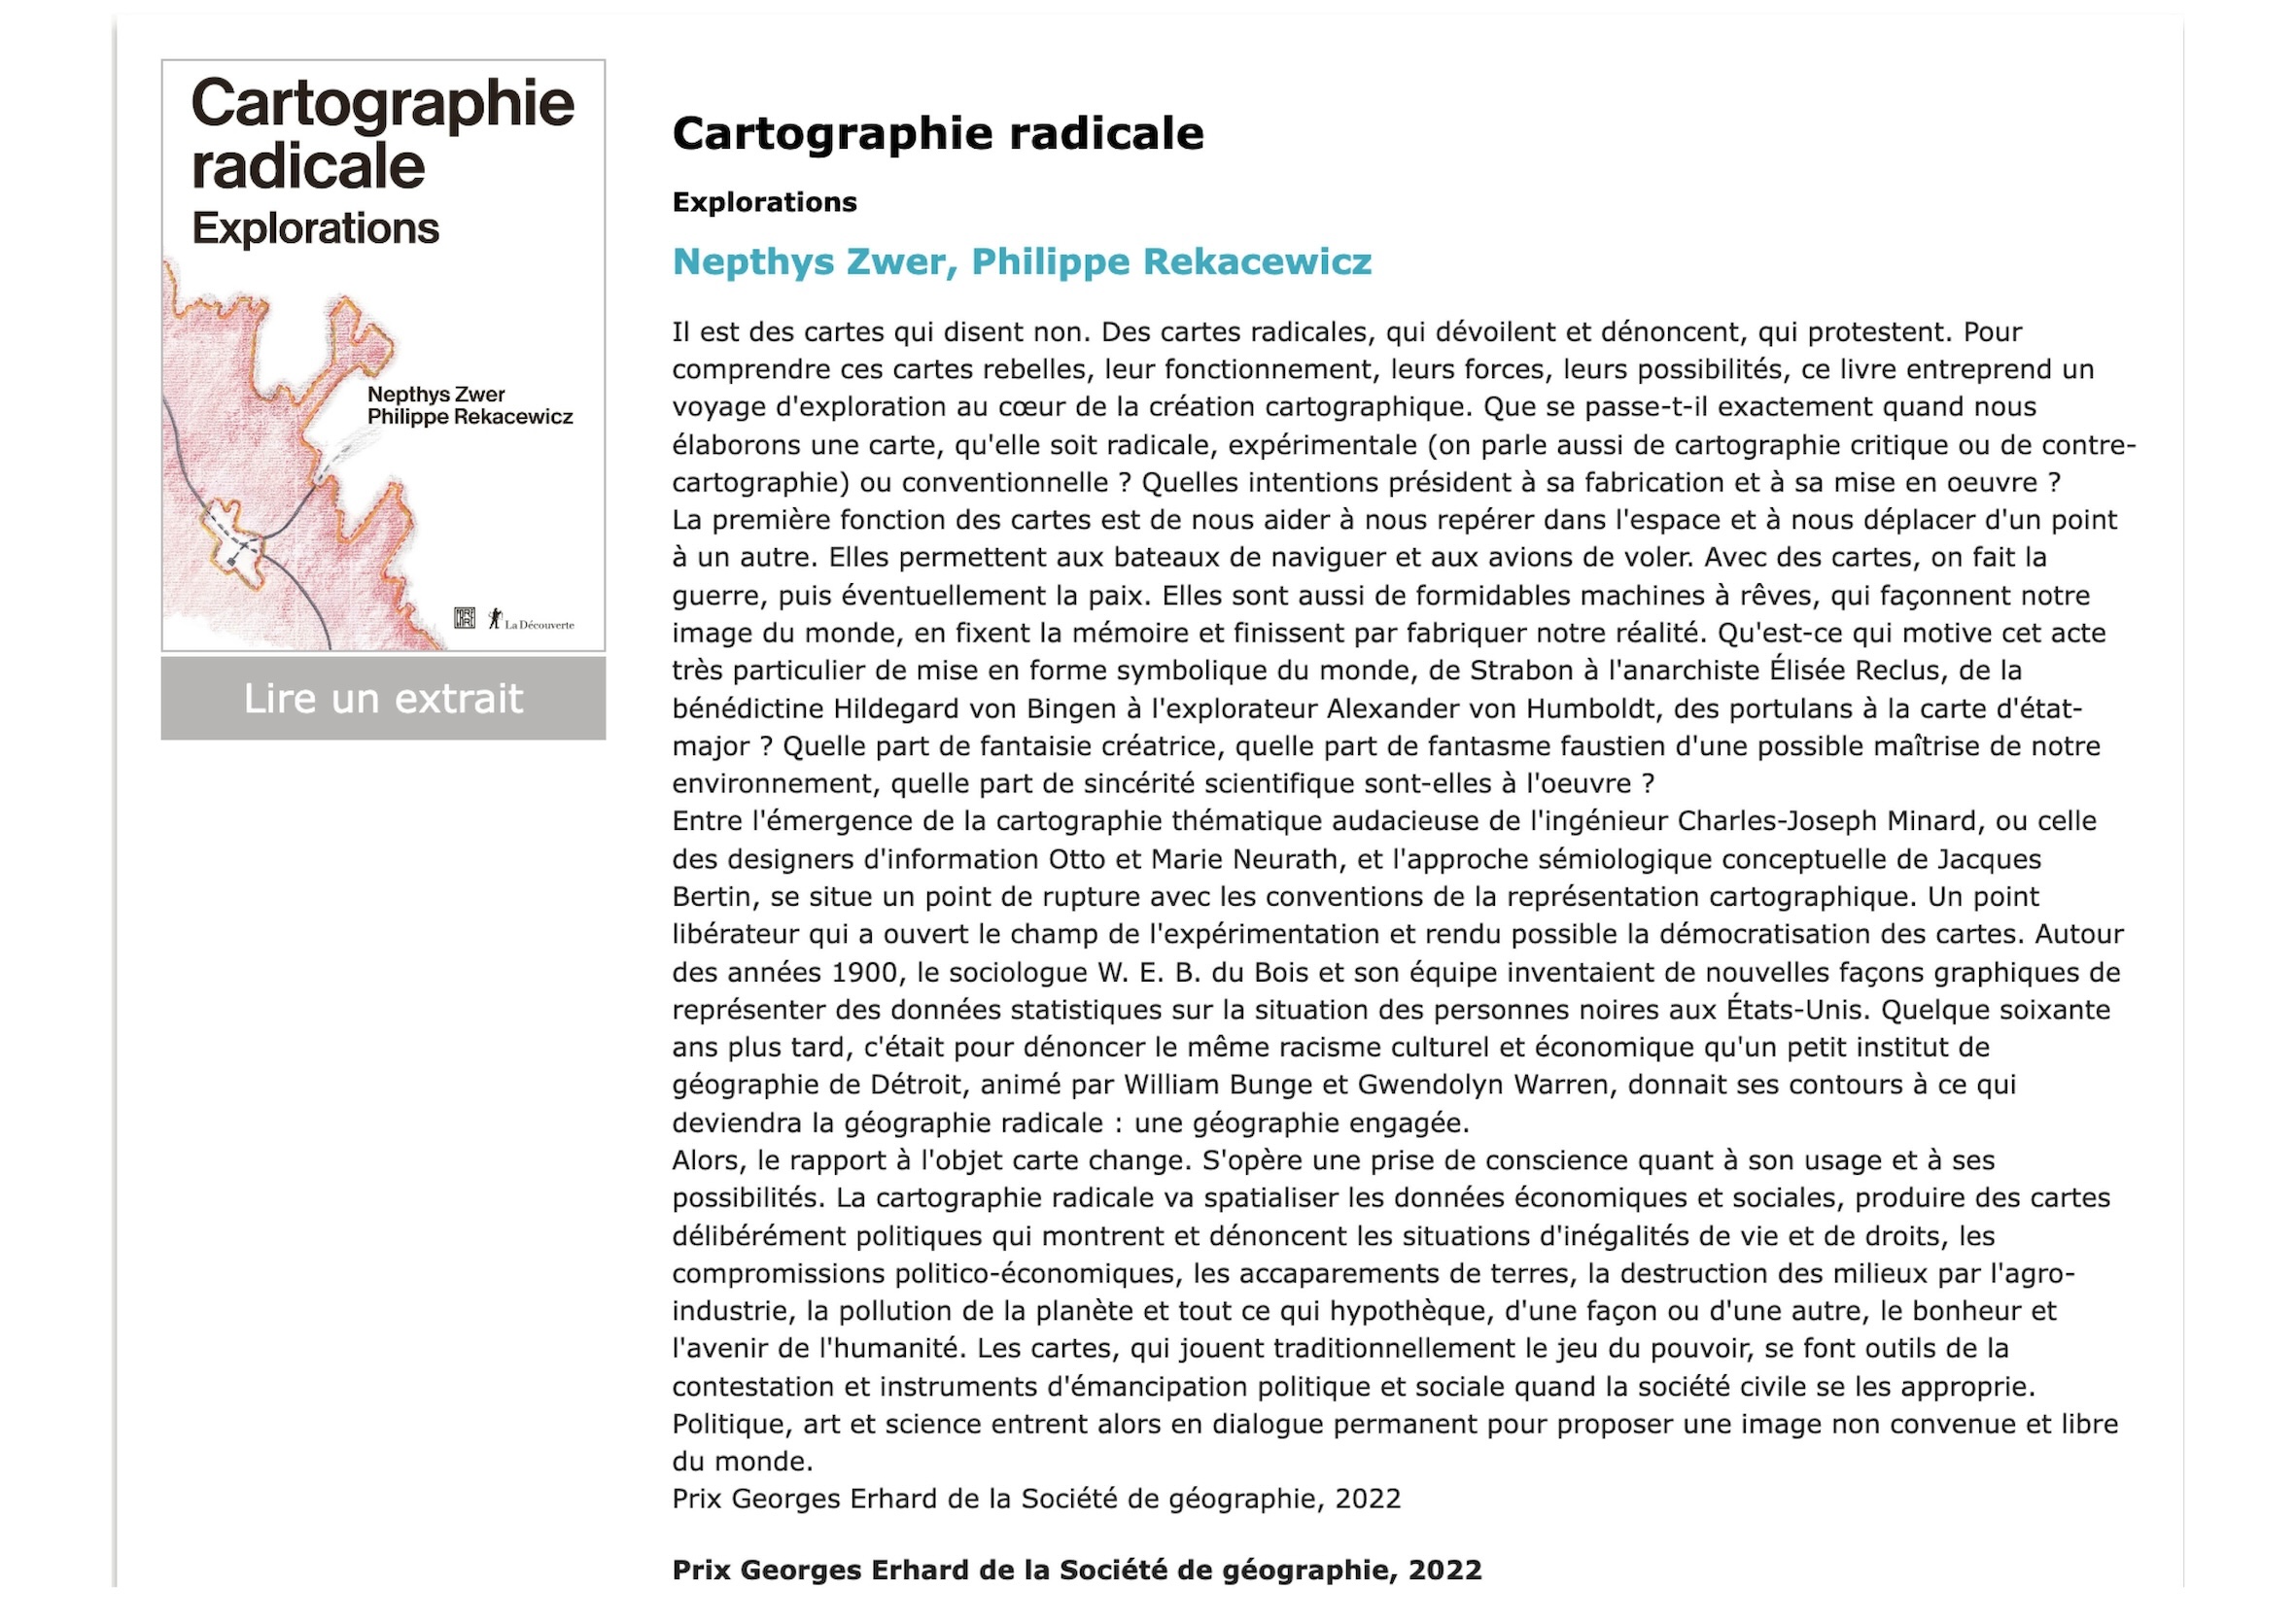 Cartographie
radicale
Explorations
Nepthys Zwer
Philippe Rekacewicz
La Découverte
Lire un extrait
Cartographie radicale
Explorations
Nepthys Zwer, Philippe Rekacewicz
Il est des cartes qui disent non. Des cartes radicales, qui dévoilent et dénoncent, qui protestent. Pour
comprendre ces cartes rebelles, leur fonctionnement, leurs forces, leurs possibilités, ce livre entreprend un
voyage d'exploration au cœur de la création cartographique. Que se passe-t-il exactement quand nous
élaborons une carte, qu'elle soit radicale, expérimentale (on parle aussi de cartographie critique ou de contre-
cartographie) ou conventionnelle ? Quelles intentions président à sa fabrication et à sa mise en oeuvre ?
La première fonction des cartes est de nous aider à nous repérer dans l'espace et à nous déplacer d'un point
à un autre. Elles permettent aux bateaux de naviguer et aux avions de voler. Avec des cartes, on fait la
guerre, puis éventuellement la paix. Elles sont aussi de formidables machines à rêves, qui façonnent notre
image du monde, en fixent la mémoire et finissent par fabriquer notre réalité. Qu'est-ce qui motive cet acte
très particulier de mise en forme symbolique du monde, de Strabon à l'anarchiste Élisée Reclus, de la
bénédictine Hildegard von Bingen à l'explorateur Alexander von Humboldt, des portulans à la carte d'état-
major ? Quelle part de fantaisie créatrice, quelle part de fantasme faustien d'une possible maîtrise de notre
environnement, quelle part de sincérité scientifique sont-elles à l'oeuvre ?
Entre l'émergence de la cartographie thématique audacieuse de l'ingénieur Charles-Joseph Minard, ou celle
des designers d'information Otto et Marie Neurath, et l'approche sémiologique conceptuelle de Jacques
Bertin, se situe un point de rupture avec les conventions de la représentation cartographique. Un point
libérateur qui a ouvert le champ de l'expérimentation et rendu possible la démocratisation des cartes. Autour
des années 1900, le sociologue W. E. B. du Bois et son équipe inventaient de nouvelles façons graphiques de
représenter des données statistiques sur la situation des personnes noires aux États-Unis. Quelque soixante
ans plus tard, c'était pour dénoncer le même racisme culturel et économique qu'un petit institut de
géographie de Détroit, animé par William Bunge et Gwendolyn Warren, donnait ses contours à ce qui
deviendra la géographie radicale : une géographie engagée.
Alors, le rapport à l'objet carte change. S'opère une prise de conscience quant à son usage et à ses
possibilités. La cartographie radicale va spatialiser les données économiques et sociales, produire des cartes
délibérément politiques qui montrent et dénoncent les situations d'inégalités de vie et de droits, les
compromissions politico-économiques, les accaparements de terres, la destruction des milieux par l'agro-
industrie, la pollution de la planète et tout ce qui hypothèque, d'une façon ou d'une autre, le bonheur et
l'avenir de l'humanité. Les cartes, qui jouent traditionnellement le jeu du pouvoir, se font outils de la
contestation et instruments d'émancipation politique et sociale quand la société civile se les approprie.
Politique, art et science entrent alors en dialogue permanent pour proposer une image non convenue et libre
du monde.
Prix Georges Erhard de la Société de géographie, 2022
Prix Georges Erhard de la Société de géographie, 2022